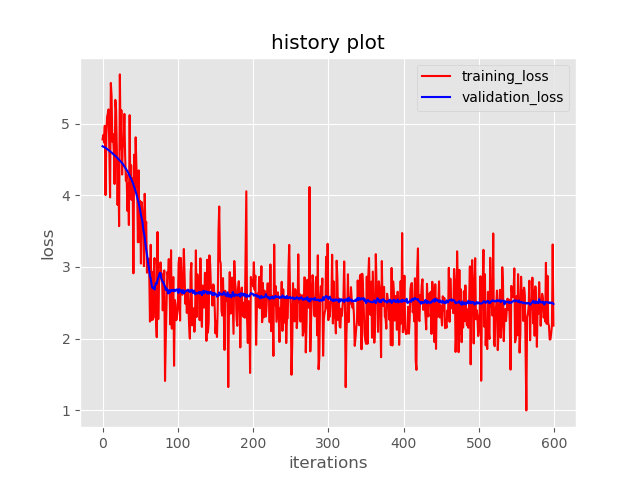 history plot
training_loss
validation_loss
5
4
3
2
1
loss
0 100 200 300 400 500 600
iterations